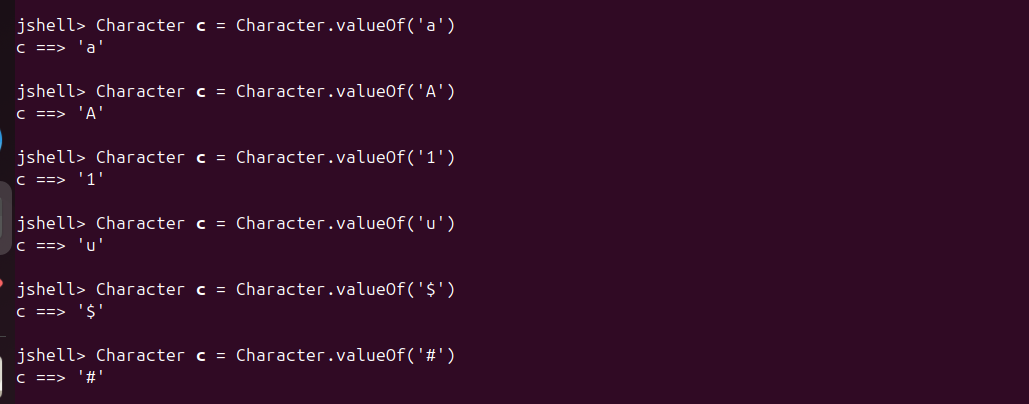 jshell> Character c = Character.valueOf('a')
c ==> 'a'
jshell> Character c = Character.valueOf('A')
c ==> 'A'
jshell> Character c = Character.valueOf('1')
c ==> '1'
jshell> Character c = Character.valueOf('u')
c ==> 'u'
jshell> Character c = Character.valueOf('$')
c ==> '$'
jshell> Character c = Character.valueOf('#')
c ==> '#'